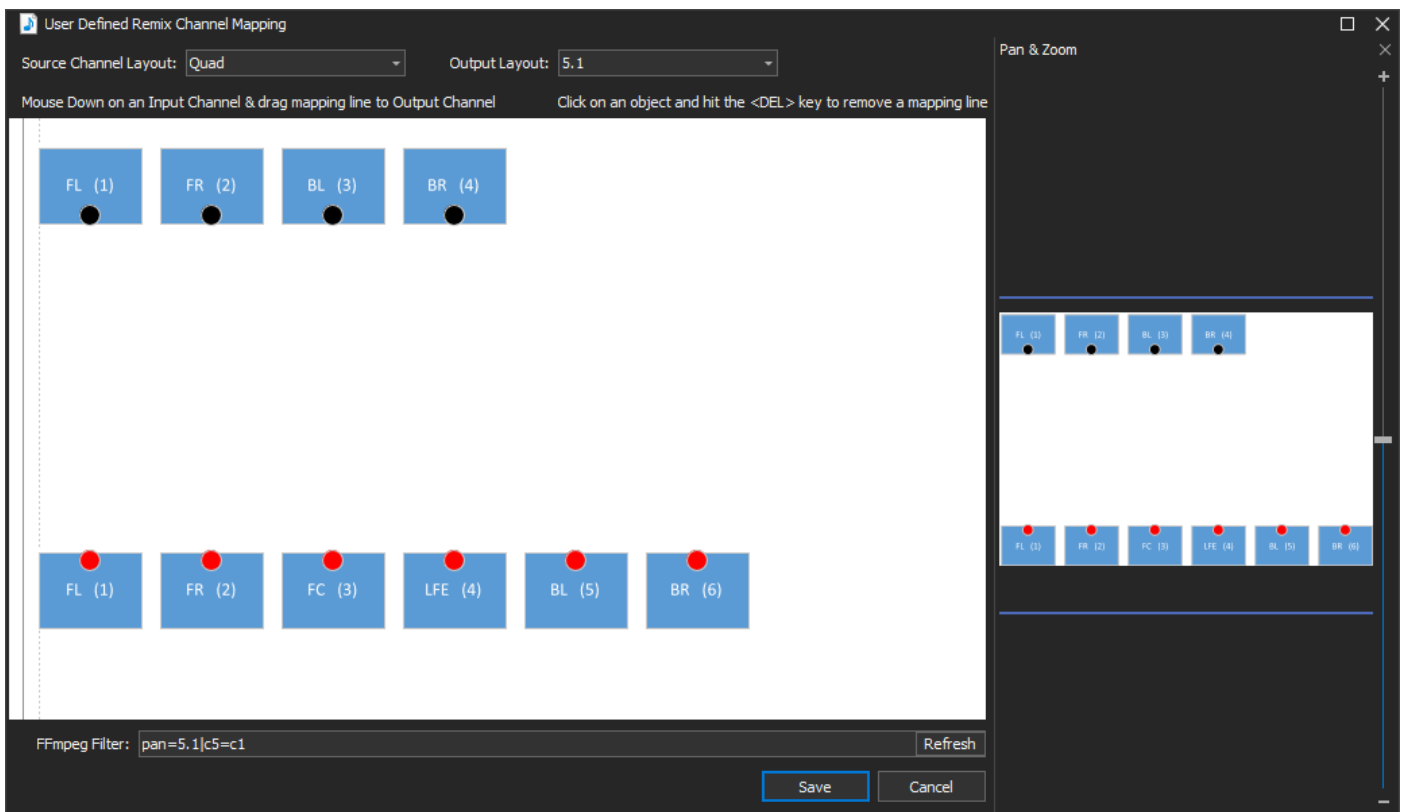 User Defined Remix Channel Mapping
Source Channel Layout: Quad Output Layout: 5.1
Pan & Zoom
Mouse Down on an Input Channel & drag mapping line to Output Channel Click on an object and hit the <DEL> key to remove a mapping line
FL (1) FR (2) BL (3) BR (4)
FL (1) FR (2) BL (3) BR (4)
FL (1) FR (2) FC (3) LFE (4) BL (5) BR (6)
FL (1) FR (2) FC (3) LFE (4) BL (5) BR (6)
FFmpeg Filter: pan=5.1|c5=c1 Refresh
Save Cancel